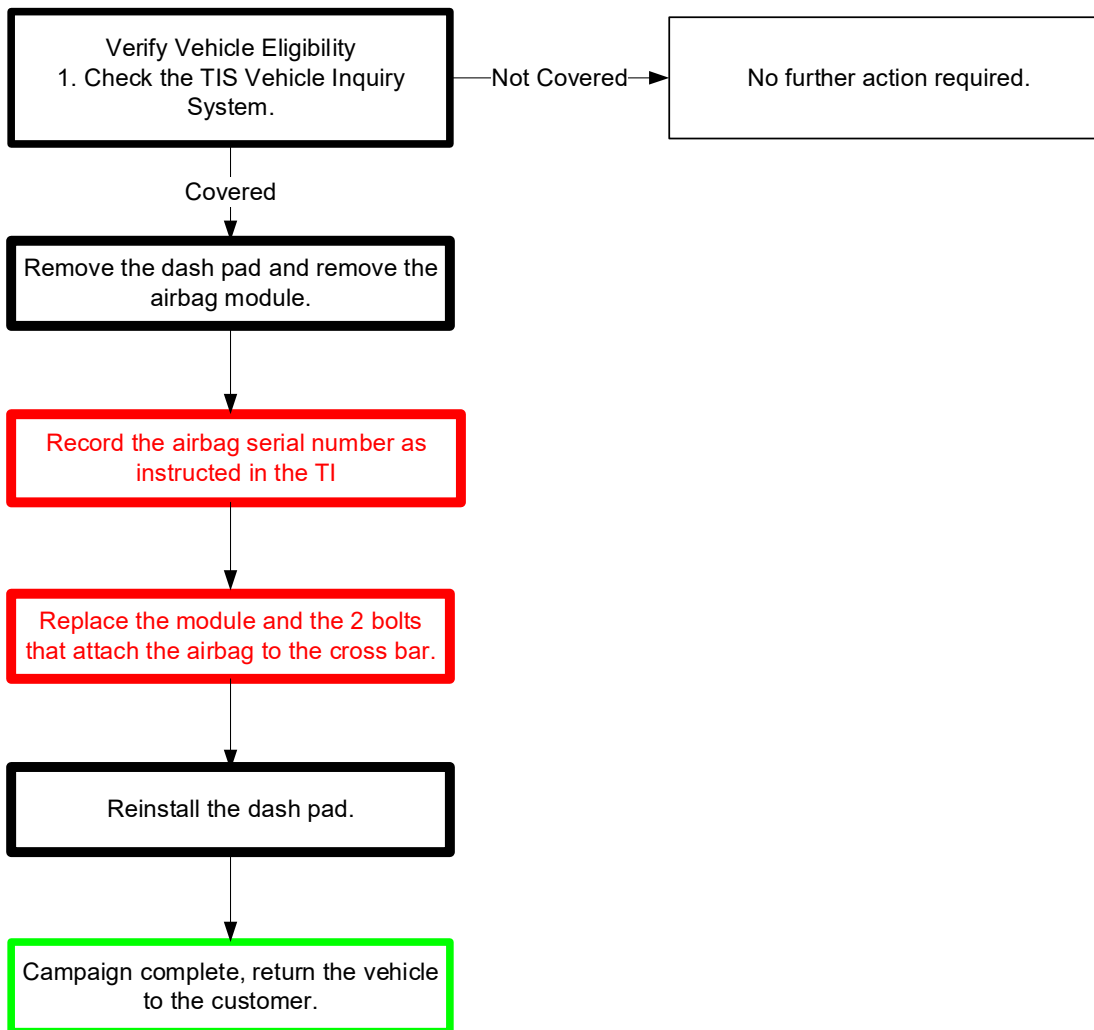 Verify Vehicle Eligibility
1. Check the TIS Vehicle Inquiry
System.
Not Covered
No further action required.
Covered
Remove the dash pad and remove the
airbag module.
Record the airbag serial number as
instructed in the TI
Replace the module and the 2 bolts
that attach the airbag to the cross bar.
Reinstall the dash pad.
Campaign complete, return the vehicle
to the customer.